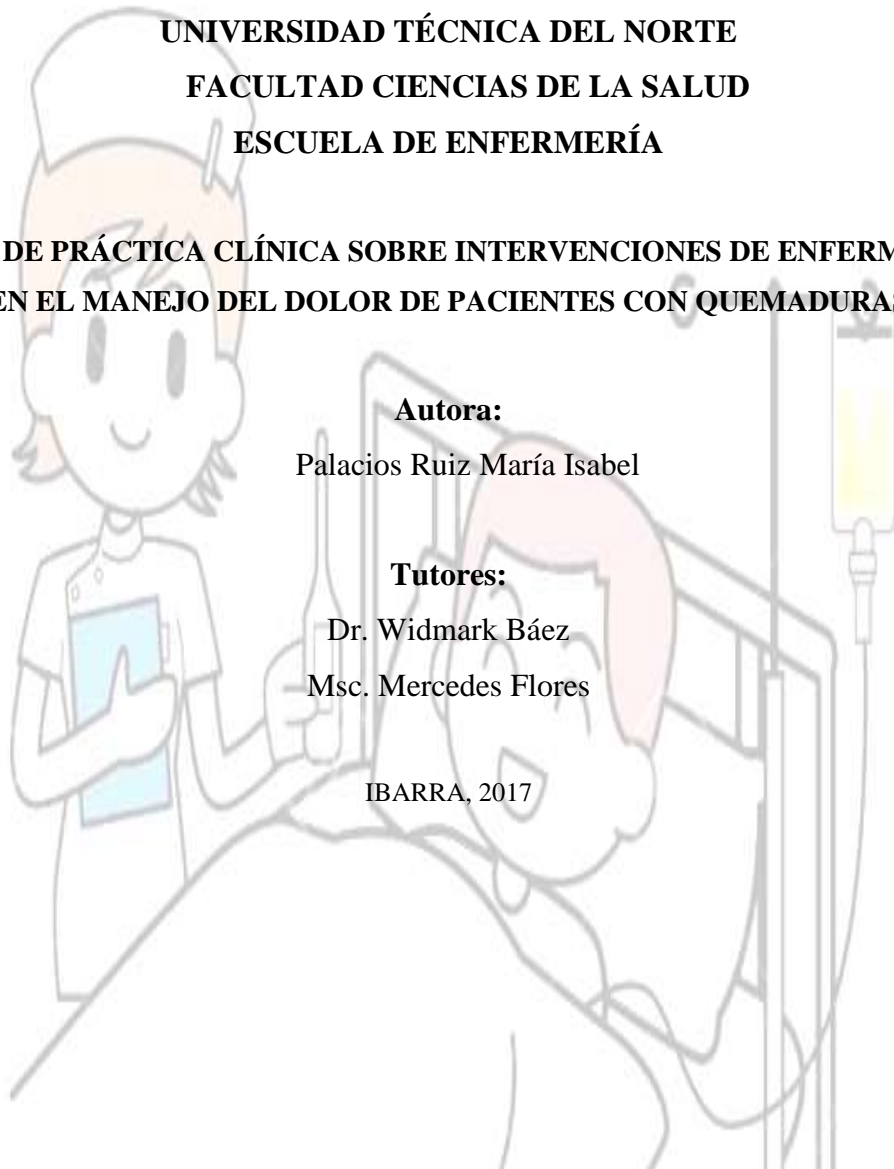 UNIVERSIDAD TÉCNICA DEL NORTE
FACULTAD CIENCIAS DE LA SALUD
ESCUELA DE ENFERMERÍA
DE PRÁCTICA CLÍNICA SOBRE INTERVENCIONES DE
EN EL MANEJO DEL DOLOR DE PACIENTES CON QUEMADURAS
Autora:
Palacios Ruiz María Isabel
Tutores:
Dr. Widmark Báez
Msc. Mercedes Flores
IBARRA, 2017